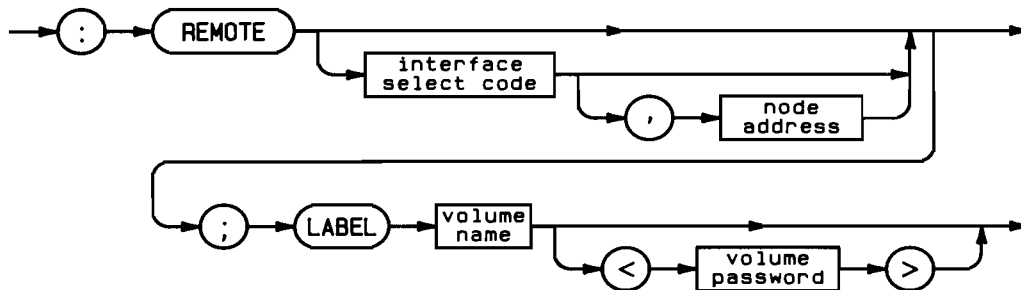 : REMOTE
interface
select code
, node
address
; LABEL volume
name
< volume
password >